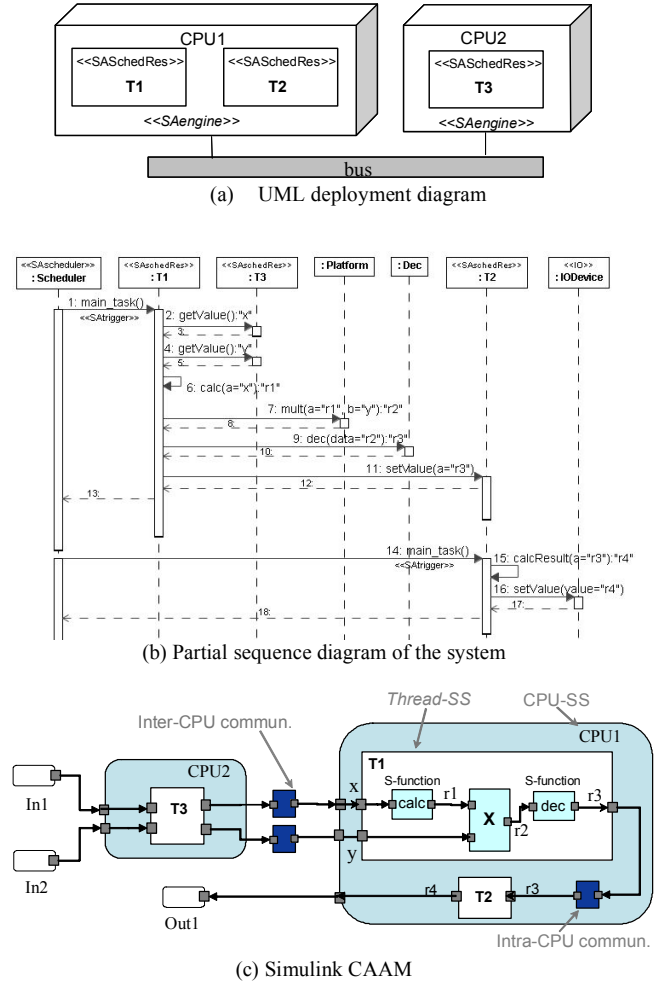 CPU1
CPU2
<<SASchedRes>>
T1
<<SASchedRes>>
T2
<<SASchedRes>>
T3
<<SAengine>>
<<SAengine>>
bus
(a) UML deployment diagram
<<SAscheduler>>
: Scheduler
<<SAschedRes>>
: T1
<<SAschedRes>>
: T3
: Platform
: Dec
<<SAschedRes>>
: T2
<<IO>>
: IODevice
1: main_task()
<<SAtrigger>>
2: getValue():"x"
3:
4: getValue():"y"
5:
6: calc(a="x"):"r1"
7: mult(a="r1", b="y"):"r2"
8:
9: dec(data="r2"):"r3"
10:
11: setValue(a="r3")
12:
13:
14: main_task()
<<SAtrigger>>
15: calcResult(a="r3"):"r4"
16: setValue(value="r4")
17:
18:
(b) Partial sequence diagram of the system
Inter-CPU commun.
Thread-SS
CPU-SS
CPU1
CPU2
T1
S-function
S-function
In1
T3
x
calc
r1
X
r2
dec
r3
y
In2
Out1
r4
T2
r3
Intra-CPU commun.
(c) Simulink CAAM